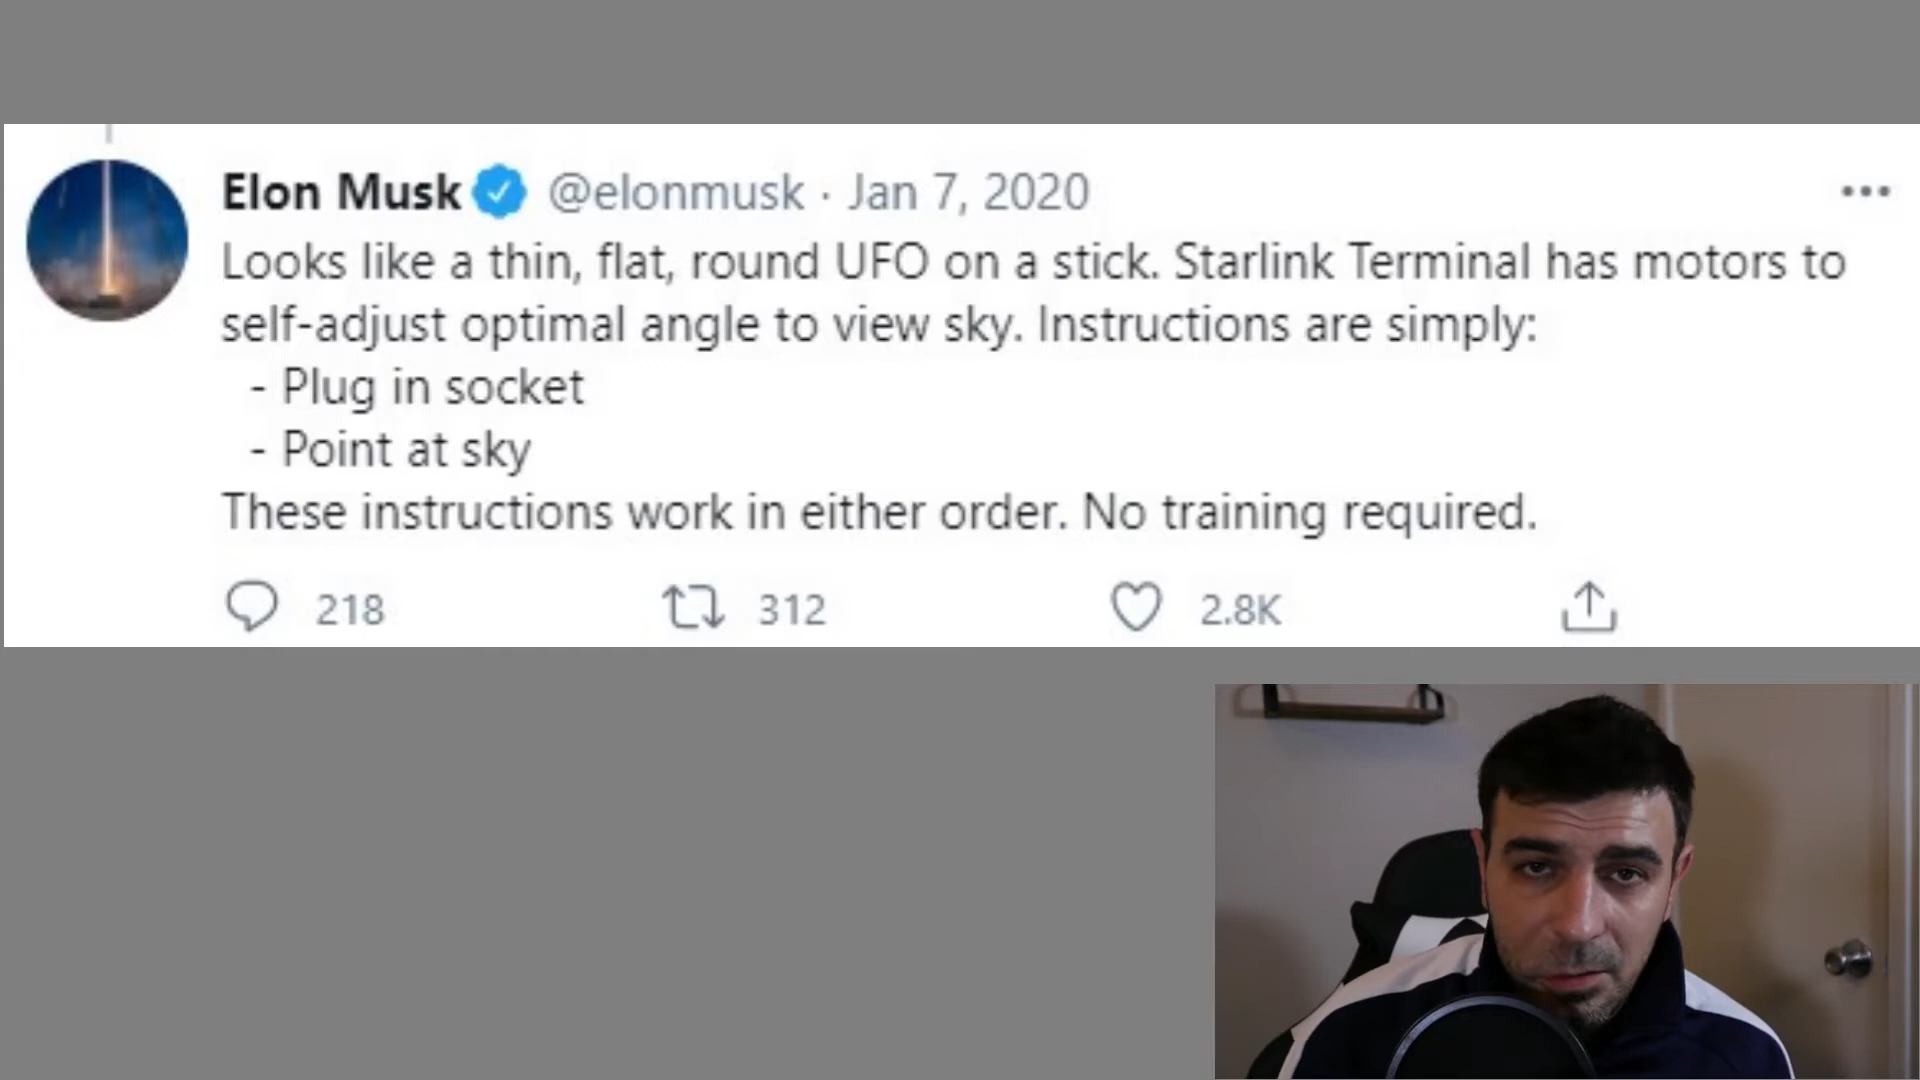 Elon Musk @elonmusk · Jan 7, 2020
Looks like a thin, flat, round UFO on a stick. Starlink Terminal has motors to
self-adjust optimal angle to view sky. Instructions are simply:
- Plug in socket
- Point at sky
These instructions work in either order. No training required.
218 312 2.8K